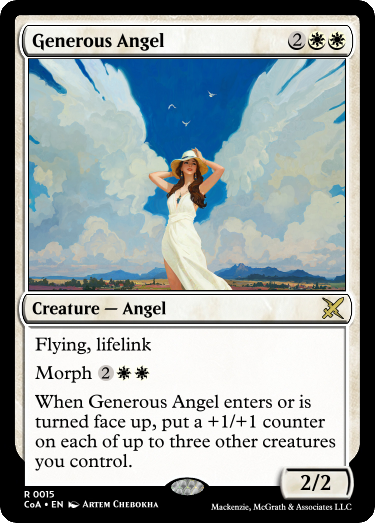 Generous Angel 2
Creature — Angel
Flying, lifelink
Morph 2
When Generous Angel enters or is
turned face up, put a +1/+1 counter
on each of up to three other creatures
you control.
2/2
R 0015
CoA • EN Artem Chebokha
Mackenzie, McGrath & Associates LLC